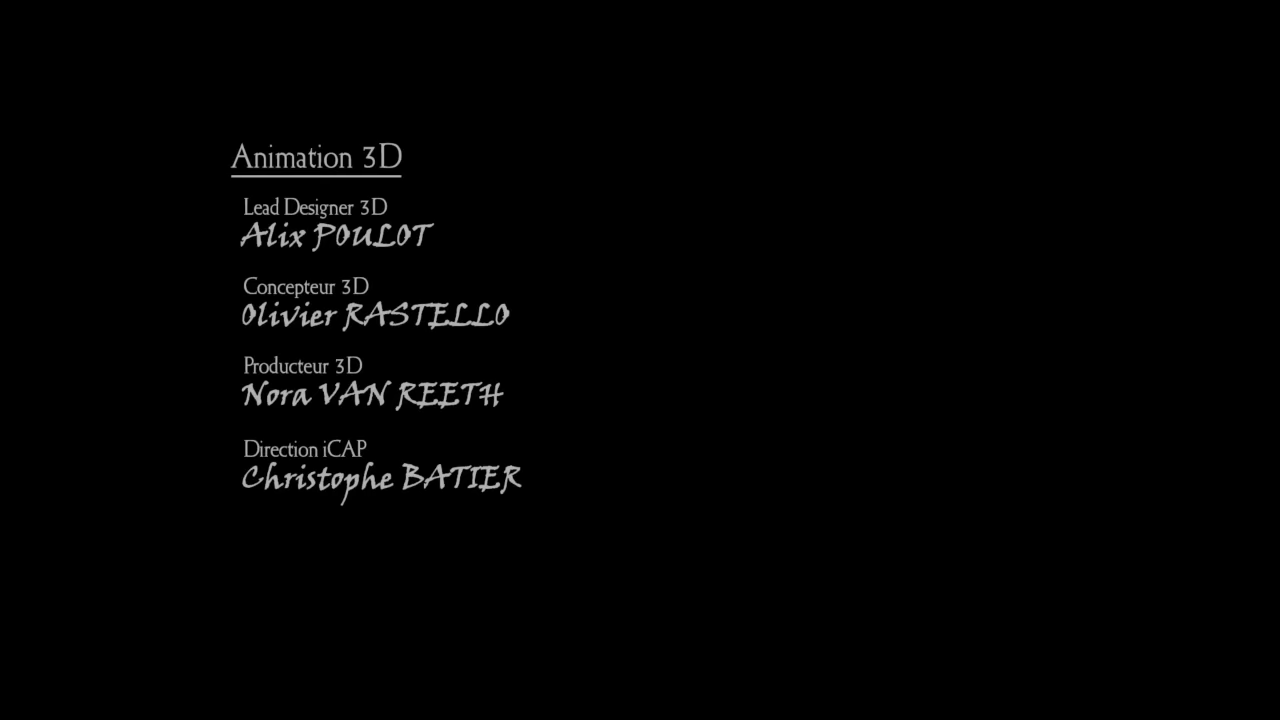 Animation 3D
Lead Designer 3D
Alix POULOT
Concepteur 3D
Olivier RASTELLO
Producteur 3D
Nora VAN REETH
Direction iCAP
Christophe BATIER